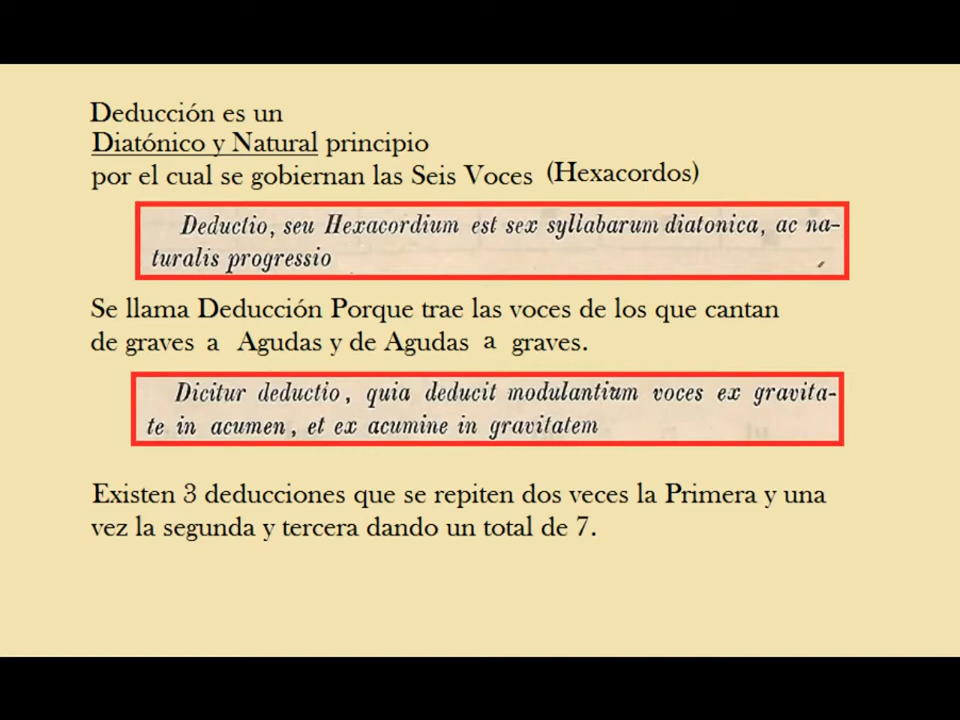 Deducción es un
Diatónico y Natural principio
por el cual se gobiernan las Seis Voces (Hexacordos)
Deductio, seu Hexacordium est sex syllabarum diatonica, ac na-
turalis progressio
Se llama Deducción Porque trae las voces de los que cantan
de graves a Agudas y de Agudas a graves.
Dicitur deductio, quia deducit modulantium voces ex gravita-
te in acumen, et ex acumine in gravitatem
Existen 3 deducciones que se repiten dos veces la Primera y una
vez la segunda y tercera dando un total de 7.